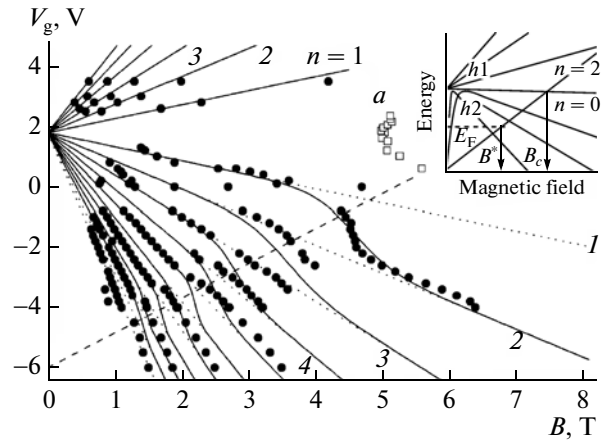 V_g, V
4
2
0
−2
−4
−6
0
1
2
3
4
5
6
7
8
B, T
3
2
n = 1
a
1
2
3
4
Energy
Magnetic field
h1
h2
n = 2
n = 0
E_F
B*
B_c